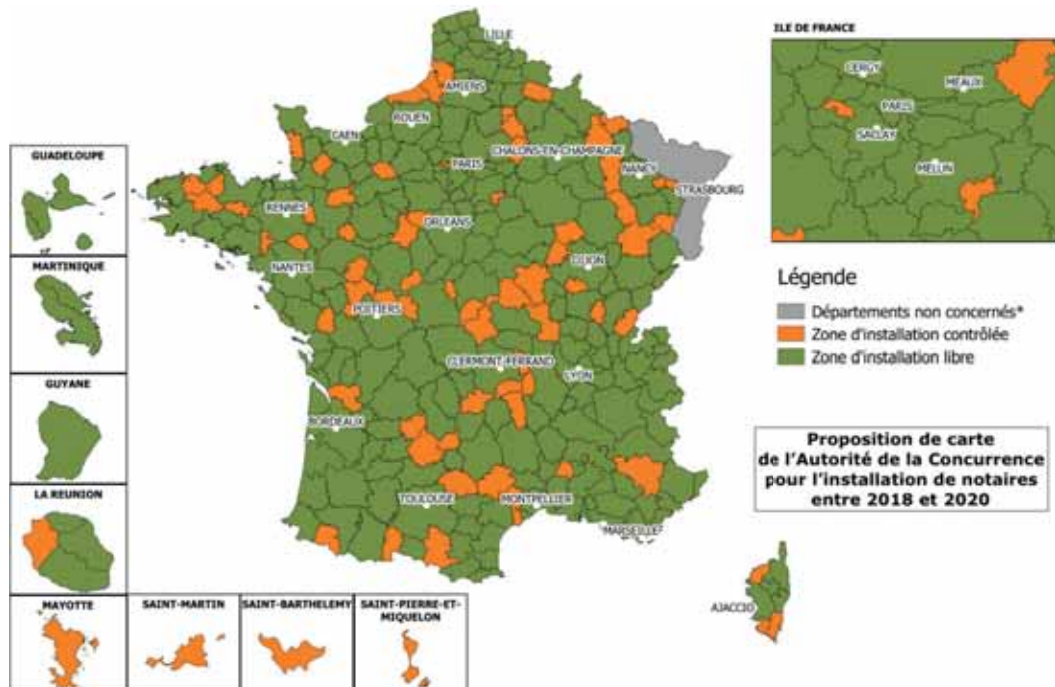 ILE DE FRANCE
LILLE
AMIENS
ROUEN
CAEN
CHALONS-EN-CHAMPAGNE
PARIS
NANCY
STRASBOURG
RENNES
ORLEANS
NANTES
DIJON
POITIERS
CLERMONT-FERRAND
LYON
BORDEAUX
TOULOUSE
MONTPELLIER
MARSEILLE
AJACCIO
CERGY
MEAUX
PARIS
SACLAY
MELUN
GUADELOUPE
MARTINIQUE
GUYANE
LA REUNION
MAYOTTE
SAINT-MARTIN
SAINT-BARTHELEMY
SAINT-PIERRE-ET-
MIQUELON
Légende
Départements non concernés*
Zone d'installation contrôlée
Zone d'installation libre
Proposition de carte
de l'Autorité de la Concurrence
pour l'installation de notaires
entre 2018 et 2020